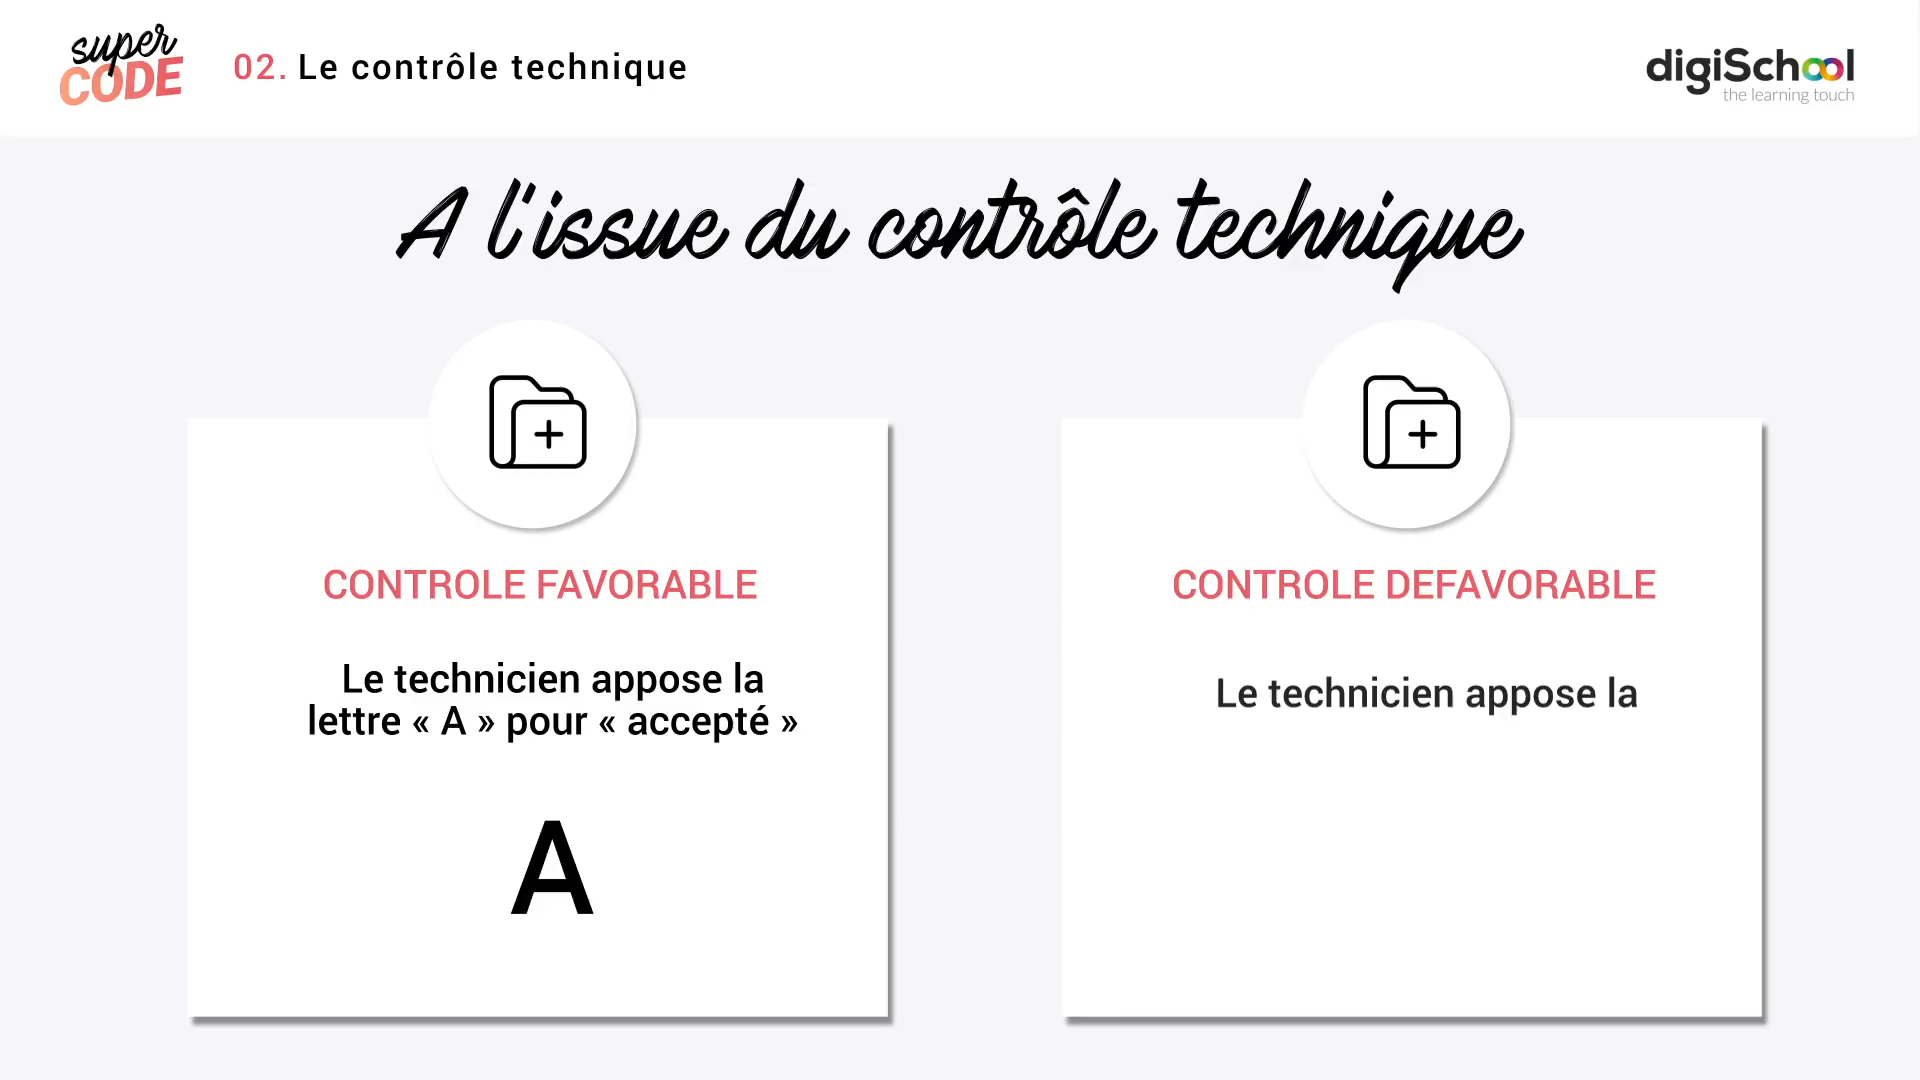 super
CODE
02. Le contrôle technique
digiSchool
the learning touch
A l'issue du contrôle technique
CONTROLE FAVORABLE
Le technicien appose la
lettre « A » pour « accepté »
A
CONTROLE DEFAVORABLE
Le technicien appose la